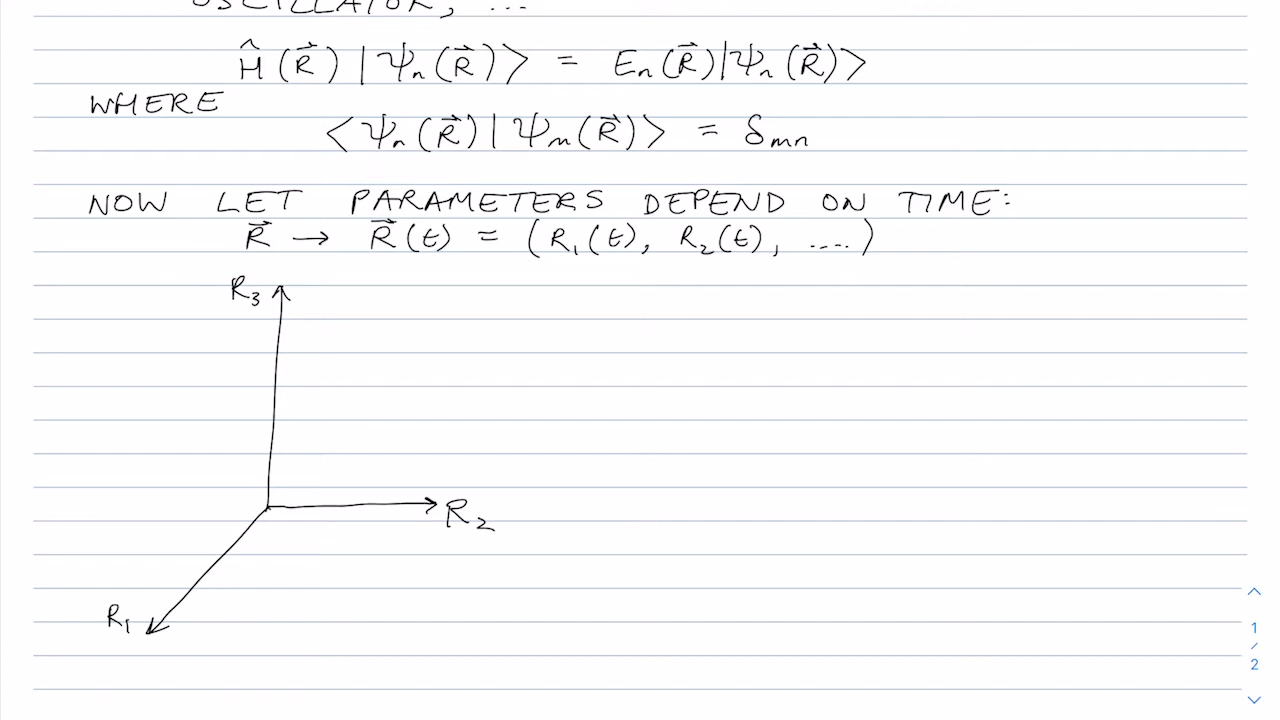 OSCILLATOR, ...
Ĥ(R⃗)|ψₙ(R⃗)⟩ = Eₙ(R⃗)|ψₙ(R⃗)⟩
WHERE
⟨ψₙ(R⃗)|ψₘ(R⃗)⟩ = δₘₙ
NOW LET PARAMETERS DEPEND ON TIME:
R⃗ → R⃗(t) = (R₁(t), R₂(t), ....)
R₃
R₂
R₁
1
/
2